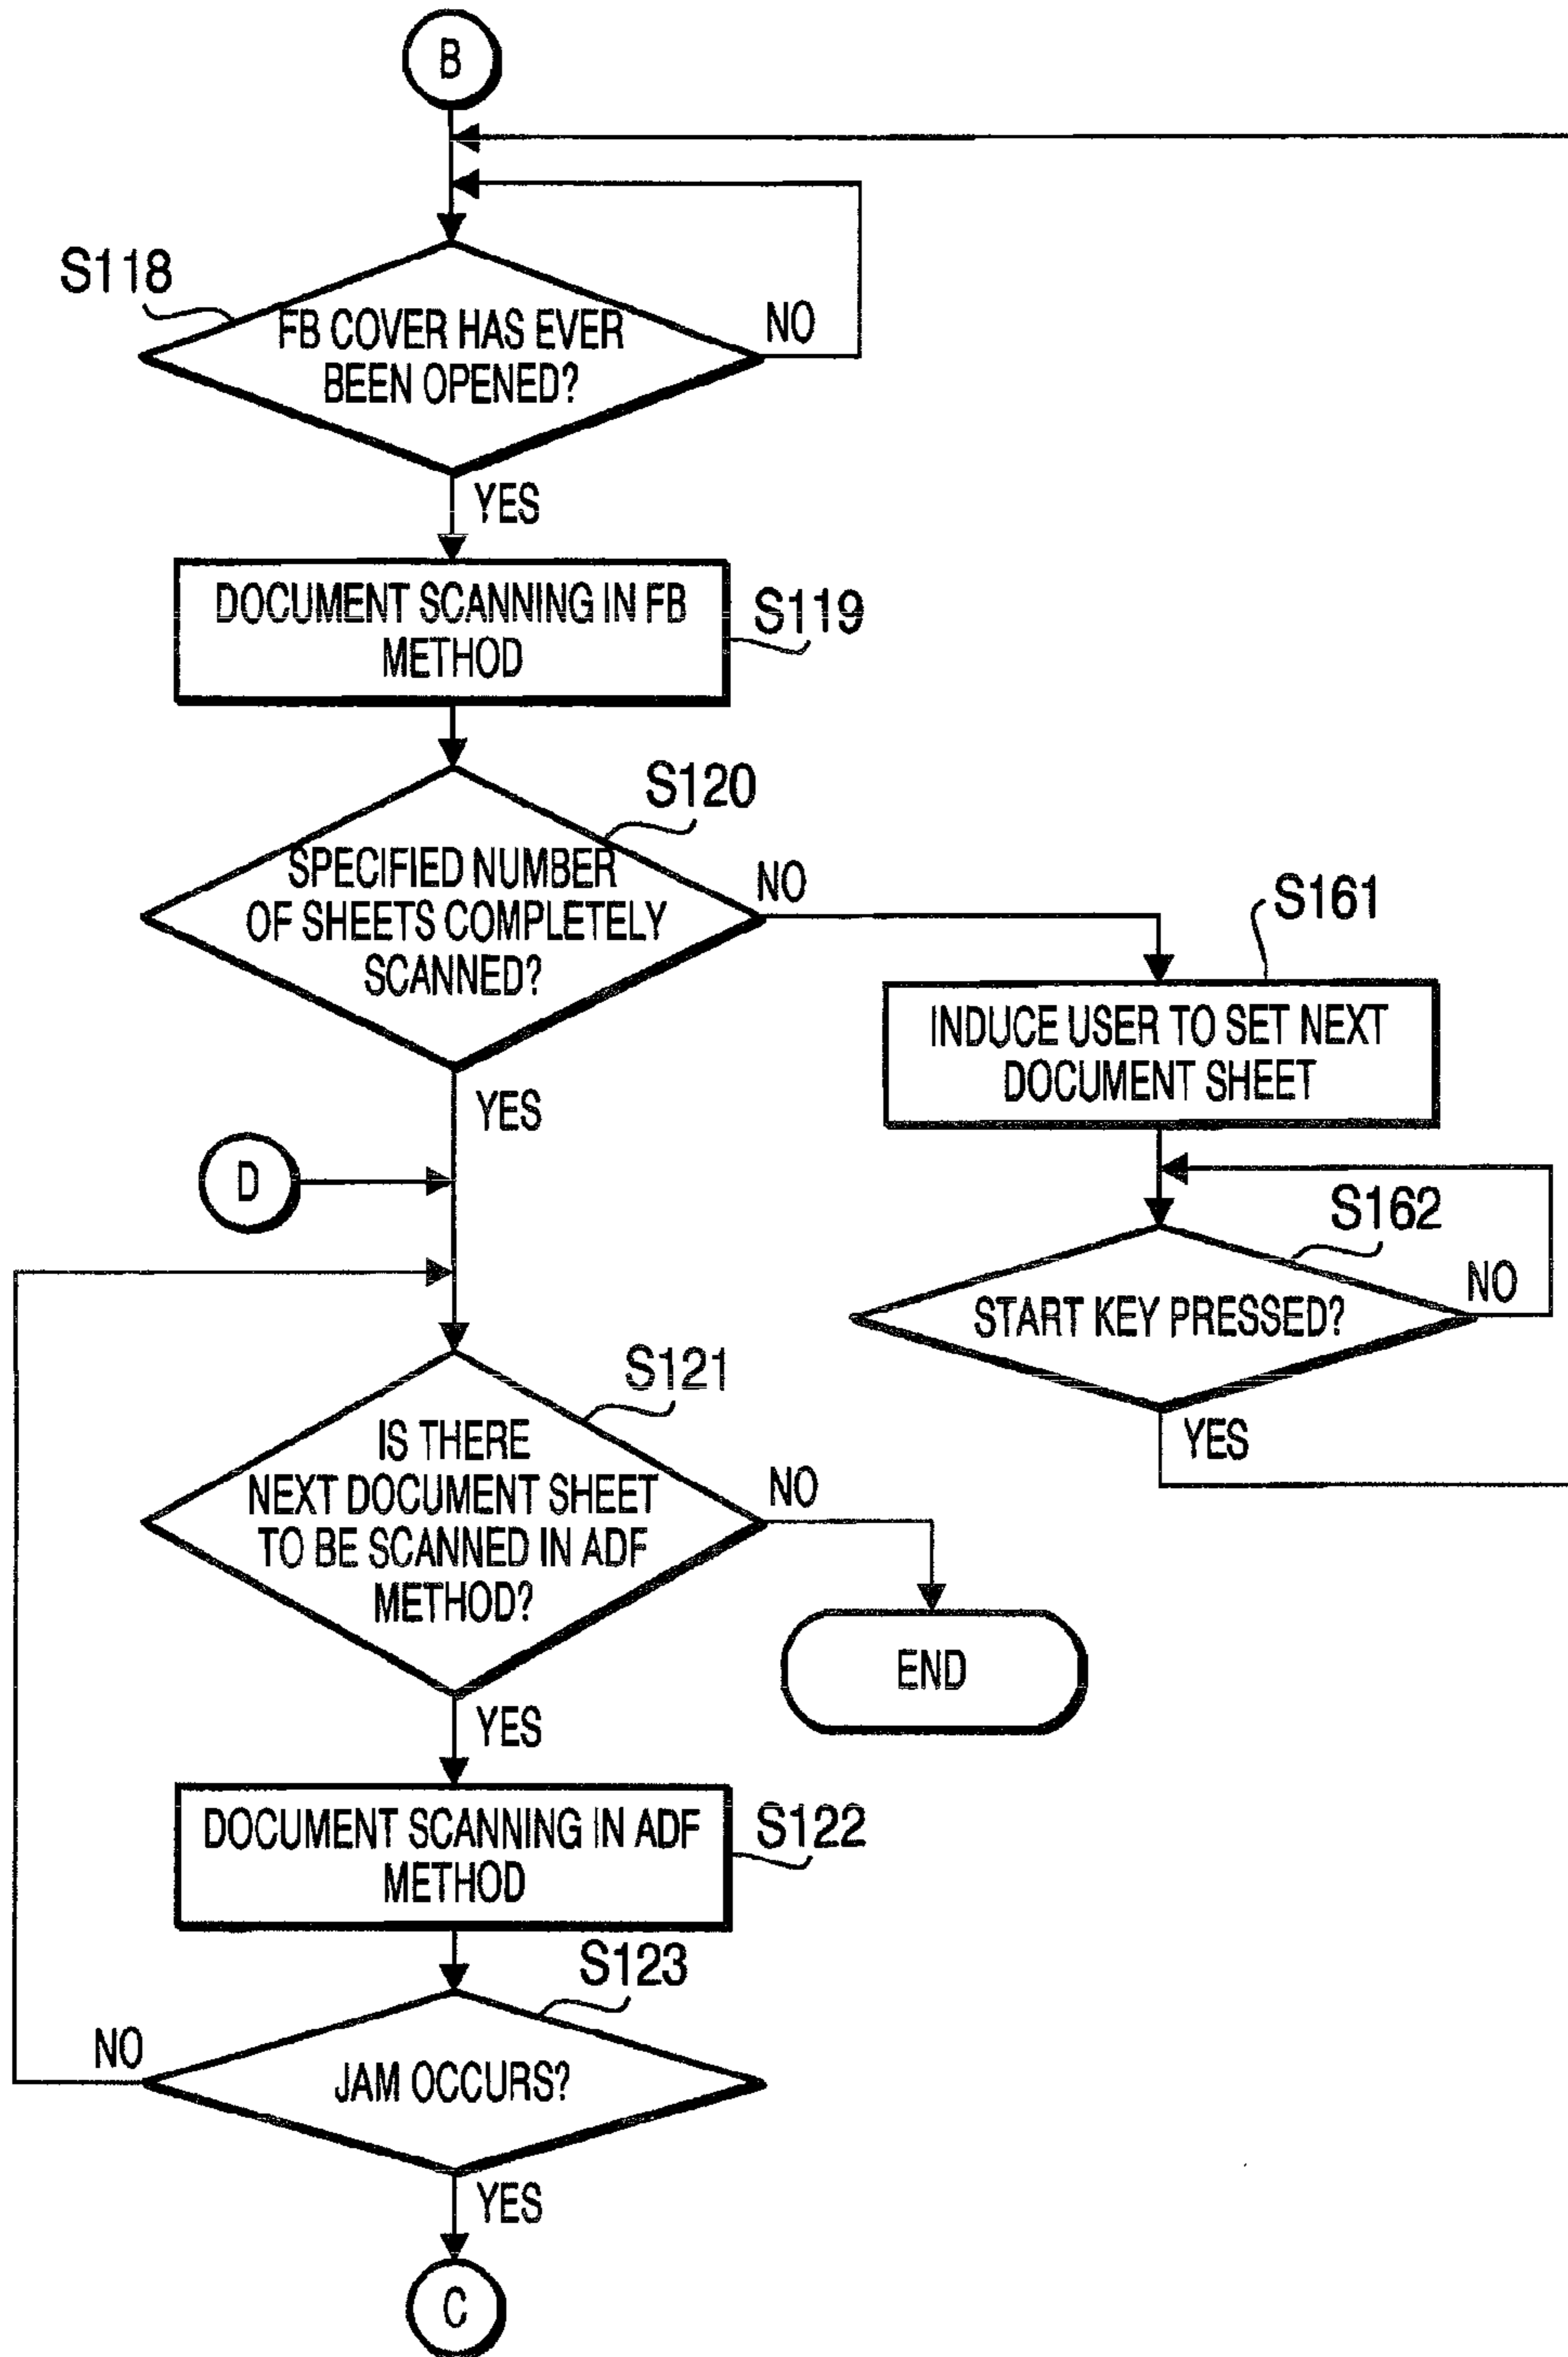 B
S118
FB COVER HAS EVER
BEEN OPENED?
NO
YES
DOCUMENT SCANNING IN FB
METHOD
S119
S120
SPECIFIED NUMBER
OF SHEETS COMPLETELY
SCANNED?
NO
YES
S161
INDUCE USER TO SET NEXT
DOCUMENT SHEET
S162
START KEY PRESSED?
NO
YES
D
S121
IS THERE
NEXT DOCUMENT SHEET
TO BE SCANNED IN ADF
METHOD?
NO
END
YES
DOCUMENT SCANNING IN ADF
METHOD
S122
S123
JAM OCCURS?
NO
YES
C